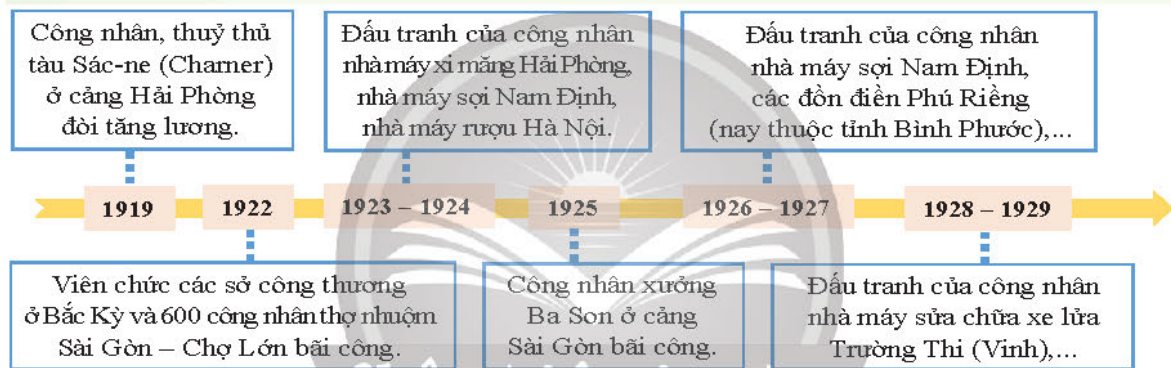 Công nhân, thuỷ thủ
tàu Sác-ne (Charner)
ở cảng Hải Phòng
đòi tăng lương.
Đấu tranh của công nhân
nhà máy xi măng Hải Phòng,
nhà máy sợi Nam Định,
nhà máy rượu Hà Nội.
Đấu tranh của công nhân
nhà máy sợi Nam Định,
các đồn điền Phú Riềng
(nay thuộc tỉnh Bình Phước),...
1919
1922
1923 – 1924
1925
1926 – 1927
1928 – 1929
Viên chức các sở công thương
ở Bắc Kỳ và 600 công nhân thợ nhuộm
Sài Gòn – Chợ Lớn bãi công.
Công nhân xưởng
Ba Son ở cảng
Sài Gòn bãi công.
Đấu tranh của công nhân
nhà máy sửa chữa xe lửa
Trường Thi (Vinh),...